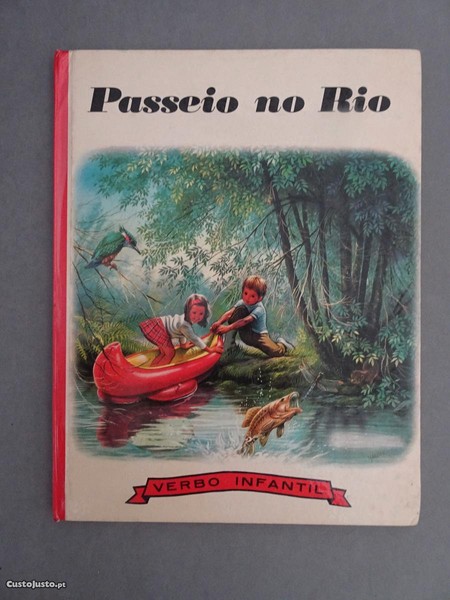 Passeio no Rio
VERBO INFANTIL
CustoJusto.pt